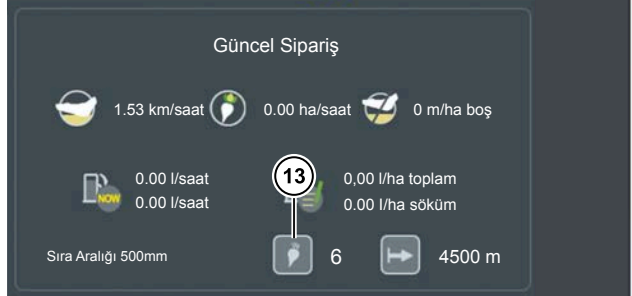 Güncel Sipariş
1.53 km/saat 0.00 ha/saat 0 m/ha boş
0.00 l/saat 13 0,00 l/ha toplam
NOW 0.00 l/saat 0.00 l/ha söküm
Sıra Aralığı 500mm 6 4500 m